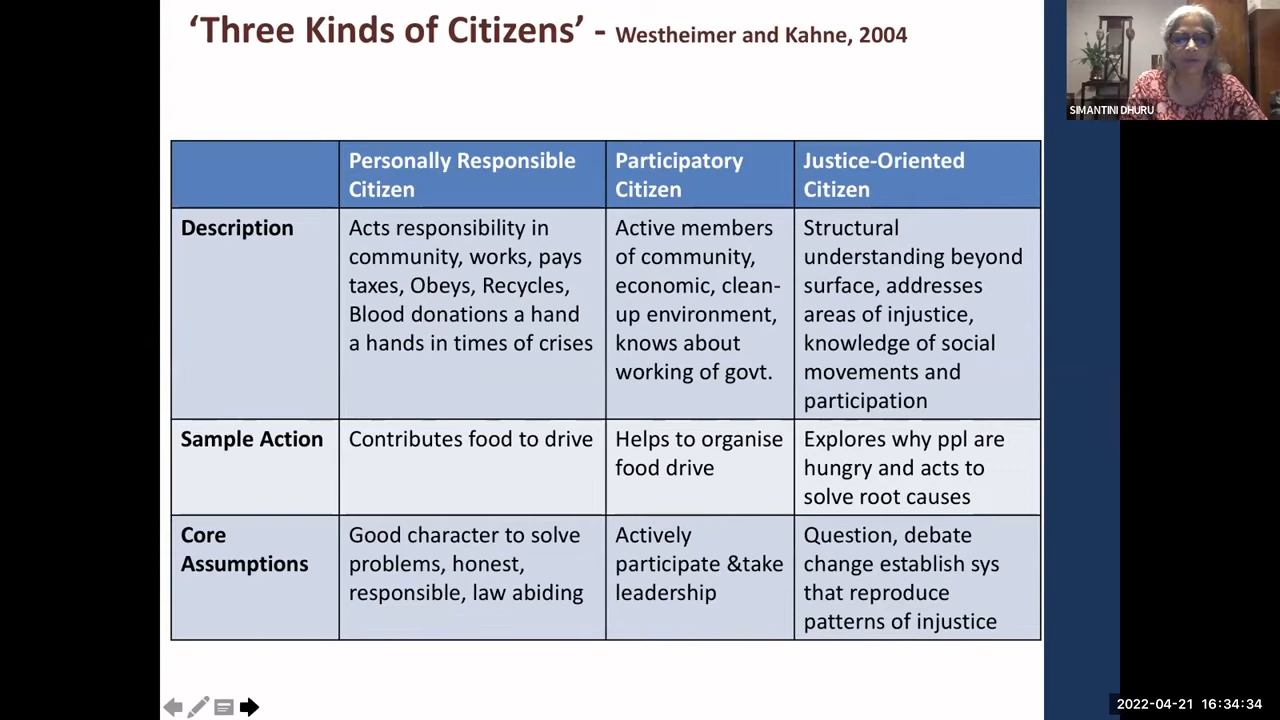 ‘Three Kinds of Citizens’ - Westheimer and Kahne, 2004
SIMANTINI DHURU
Personally Responsible
Citizen
Participatory
Citizen
Justice-Oriented
Citizen
Description
Acts responsibility in
community, works, pays
taxes, Obeys, Recycles,
Blood donations a hand
a hands in times of crises
Active members
of community,
economic, clean-
up environment,
knows about
working of govt.
Structural
understanding beyond
surface, addresses
areas of injustice,
knowledge of social
movements and
participation
Sample Action
Contributes food to drive
Helps to organise
food drive
Explores why ppl are
hungry and acts to
solve root causes
Core
Assumptions
Good character to solve
problems, honest,
responsible, law abiding
Actively
participate &take
leadership
Question, debate
change establish sys
that reproduce
patterns of injustice
2022-04-21 16:34:34